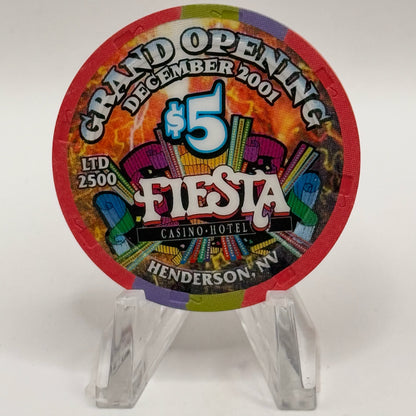 GRAND OPENING
DECEMBER 2001
$5
LTD
2500
FIESTA
CASINO · HOTEL
HENDERSON, NV